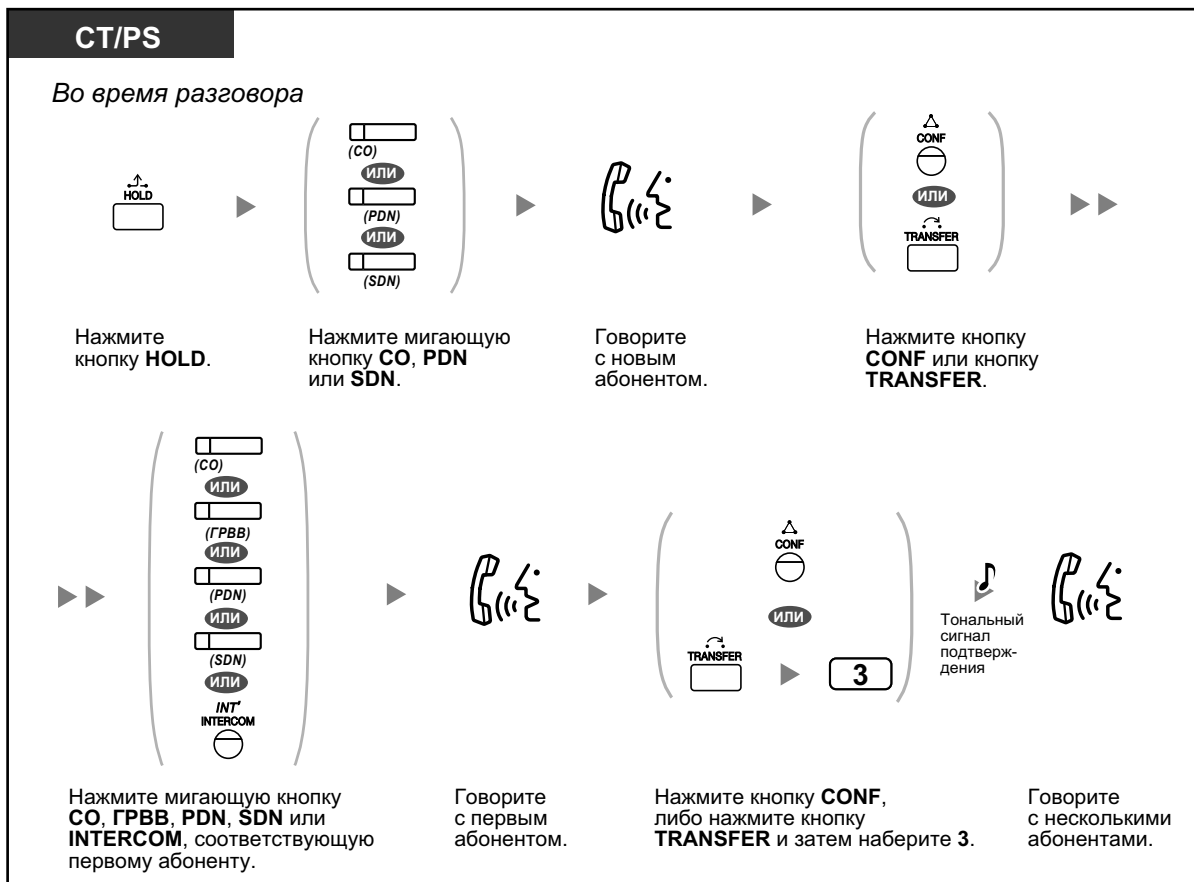 CT/PS
Во время разговора
HOLD
(CO)
ИЛИ
(PDN)
ИЛИ
(SDN)
CONF
ИЛИ
TRANSFER
Нажмите
кнопку HOLD.
Нажмите мигающую
кнопку CO, PDN
или SDN.
Говорите
с новым
абонентом.
Нажмите кнопку
CONF или кнопку
TRANSFER.
(CO)
ИЛИ
(ГРВВ)
ИЛИ
(PDN)
ИЛИ
(SDN)
ИЛИ
INT'
INTERCOM
CONF
ИЛИ
TRANSFER
3
Тональный
сигнал
подтверж-
дения
Нажмите мигающую кнопку
CO, ГРВВ, PDN, SDN или
INTERCOM, соответствующую
первому абоненту.
Говорите
с первым
абонентом.
Нажмите кнопку CONF,
либо нажмите кнопку
TRANSFER и затем наберите 3.
Говорите
с несколькими
абонентами.